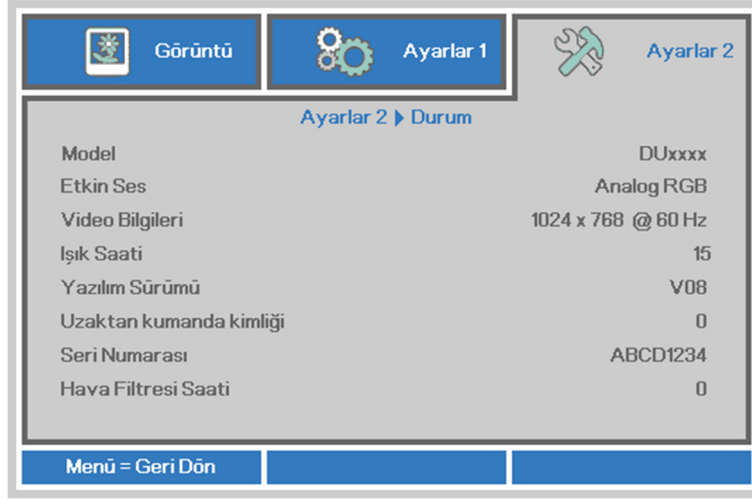 Görüntü Ayarlar 1 Ayarlar 2
Ayarlar 2 Durum
Model DUxxxx
Etkin Ses Analog RGB
Video Bilgileri 1024 x 768 @ 60 Hz
Işık Saati 15
Yazılım Sürümü V08
Uzaktan kumanda kimliği 0
Seri Numarası ABCD1234
Hava Filtresi Saati 0
Menü = Geri Dön